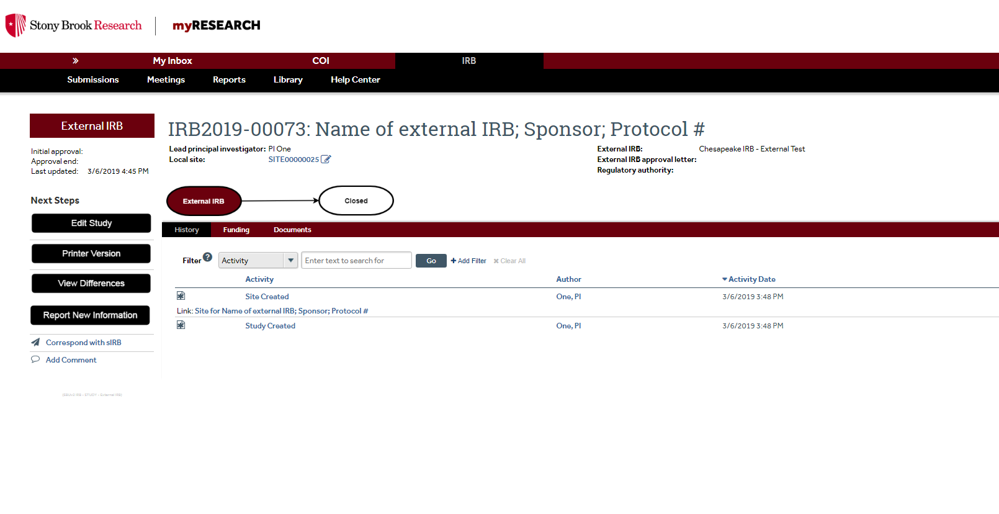 Stony Brook Research
myRESEARCH
» My Inbox COI IRB
Submissions Meetings Reports Library Help Center
External IRB
Initial approval:
Approval end:
Last updated: 3/6/2019 4:45 PM
Next Steps
Edit Study
Printer Version
View Differences
Report New Information
Correspond with sIRB
Add Comment
[SBUv2 IRB - STUDY - External IRB]
IRB2019-00073: Name of external IRB; Sponsor; Protocol #
Lead principal investigator: PI One
Local site: SITE00000025
External IRB: Chesapeake IRB - External Test
External IRB approval letter:
Regulatory authority:
External IRB Closed
History Funding Documents
Filter ? Activity Enter text to search for Go + Add Filter × Clear All
Activity Author Activity Date
Site Created One, PI 3/6/2019 3:48 PM
Link: Site for Name of external IRB; Sponsor; Protocol #
Study Created One, PI 3/6/2019 3:48 PM